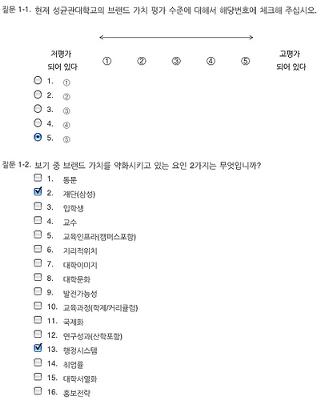 질문 1-1. 현재 성균관대학교의 브랜드 가치 평가 수준에 대해서 해당번호에 체크해 주십시오.
저평가 되어 있다 ① ② ③ ④ ⑤ 고평가 되어 있다
1. ①
2. ②
3. ③
4. ④
5. ⑤
질문 1-2. 보기 중 브랜드 가치를 약화시키고 있는 요인 2가지는 무엇입니까?
1. 동문
2. 재단(삼성)
3. 입학생
4. 교수
5. 교육인프라(캠퍼스포함)
6. 지리적위치
7. 대학이미지
8. 대학문화
9. 발전가능성
10. 교육과정(학제/커리큘럼)
11. 국제화
12. 연구성과(산학포함)
13. 행정시스템
14. 취업률
15. 대학서열화
16. 홍보전략